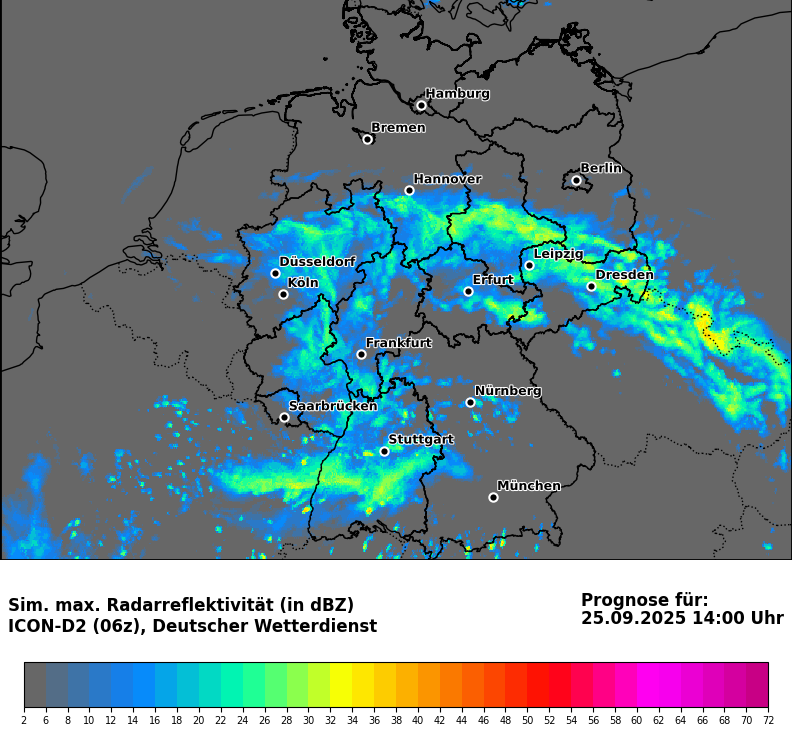 Hamburg
Bremen
Berlin
Hannover
Düsseldorf
Leipzig
Köln
Erfurt
Dresden
Frankfurt
Nürnberg
Saarbrücken
Stuttgart
München
Sim. max. Radarreflektivität (in dBZ)
ICON-D2 (06z), Deutscher Wetterdienst
Prognose für:
25.09.2025 14:00 Uhr
2 6 8 10 12 14 16 18 20 22 24 26 28 30 32 34 36 38 40 42 44 46 48 50 52 54 56 58 60 62 64 66 68 70 72